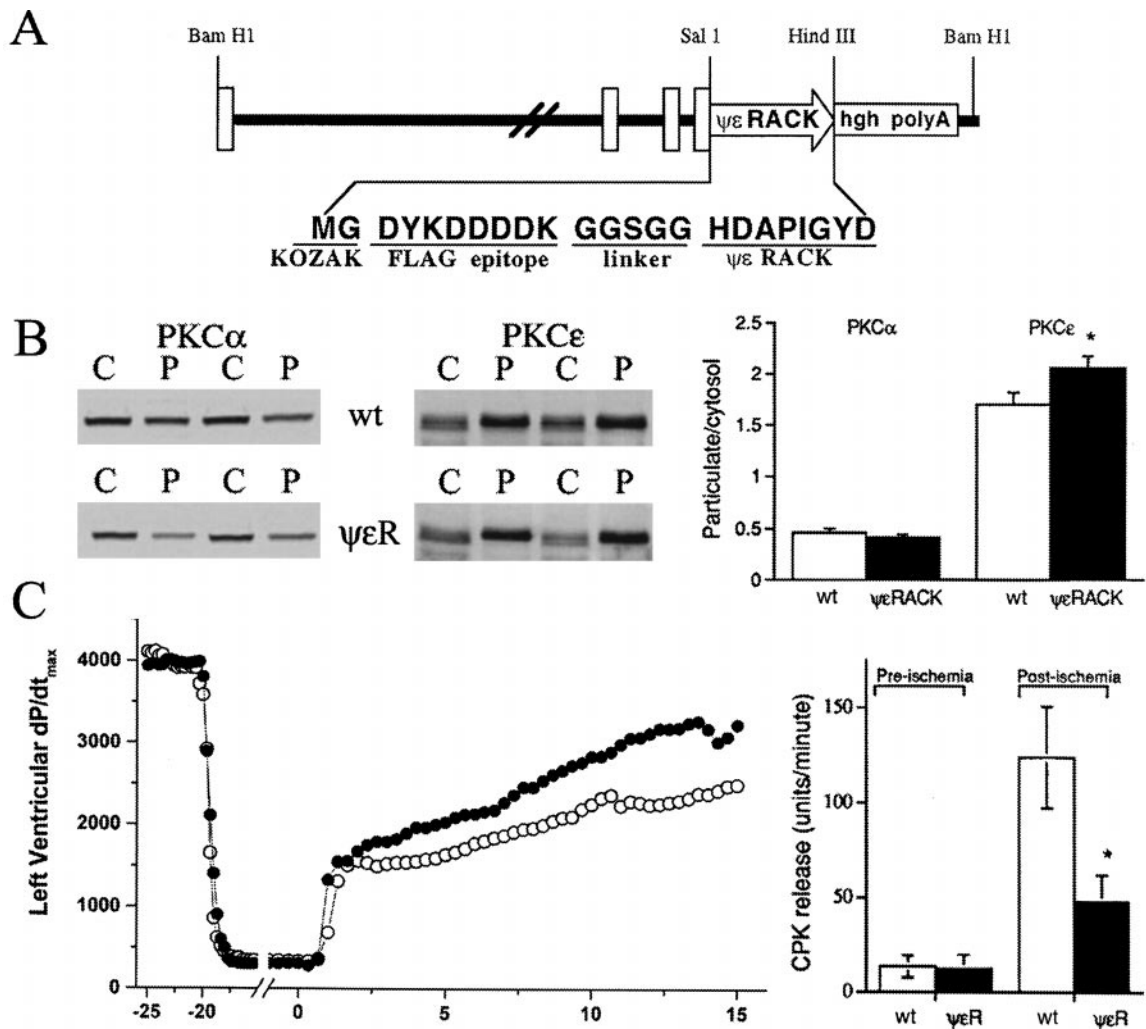 A
Bam H1 Sal 1 Hind III Bam H1
ψε RACK hgh polyA
MG DYKDDDDK GGSGG HDAPIGYD
KOZAK FLAG epitope linker ψε RACK
B
PKCα PKCε
C P C P C P C P
wt
C P C P C P C P
ψεR
Particulate/cytosol
2.5
2
1.5
1
0.5
0
PKCα PKCε
*
wt ψεRACK wt ψεRACK
C
Left Ventricular dP/dtmax
4000
3000
2000
1000
0
-25 -20 0 5 10 15
CPK release (units/minute)
150
100
50
0
Pre-ischemia Post-ischemia
*
wt ψεR wt ψεR